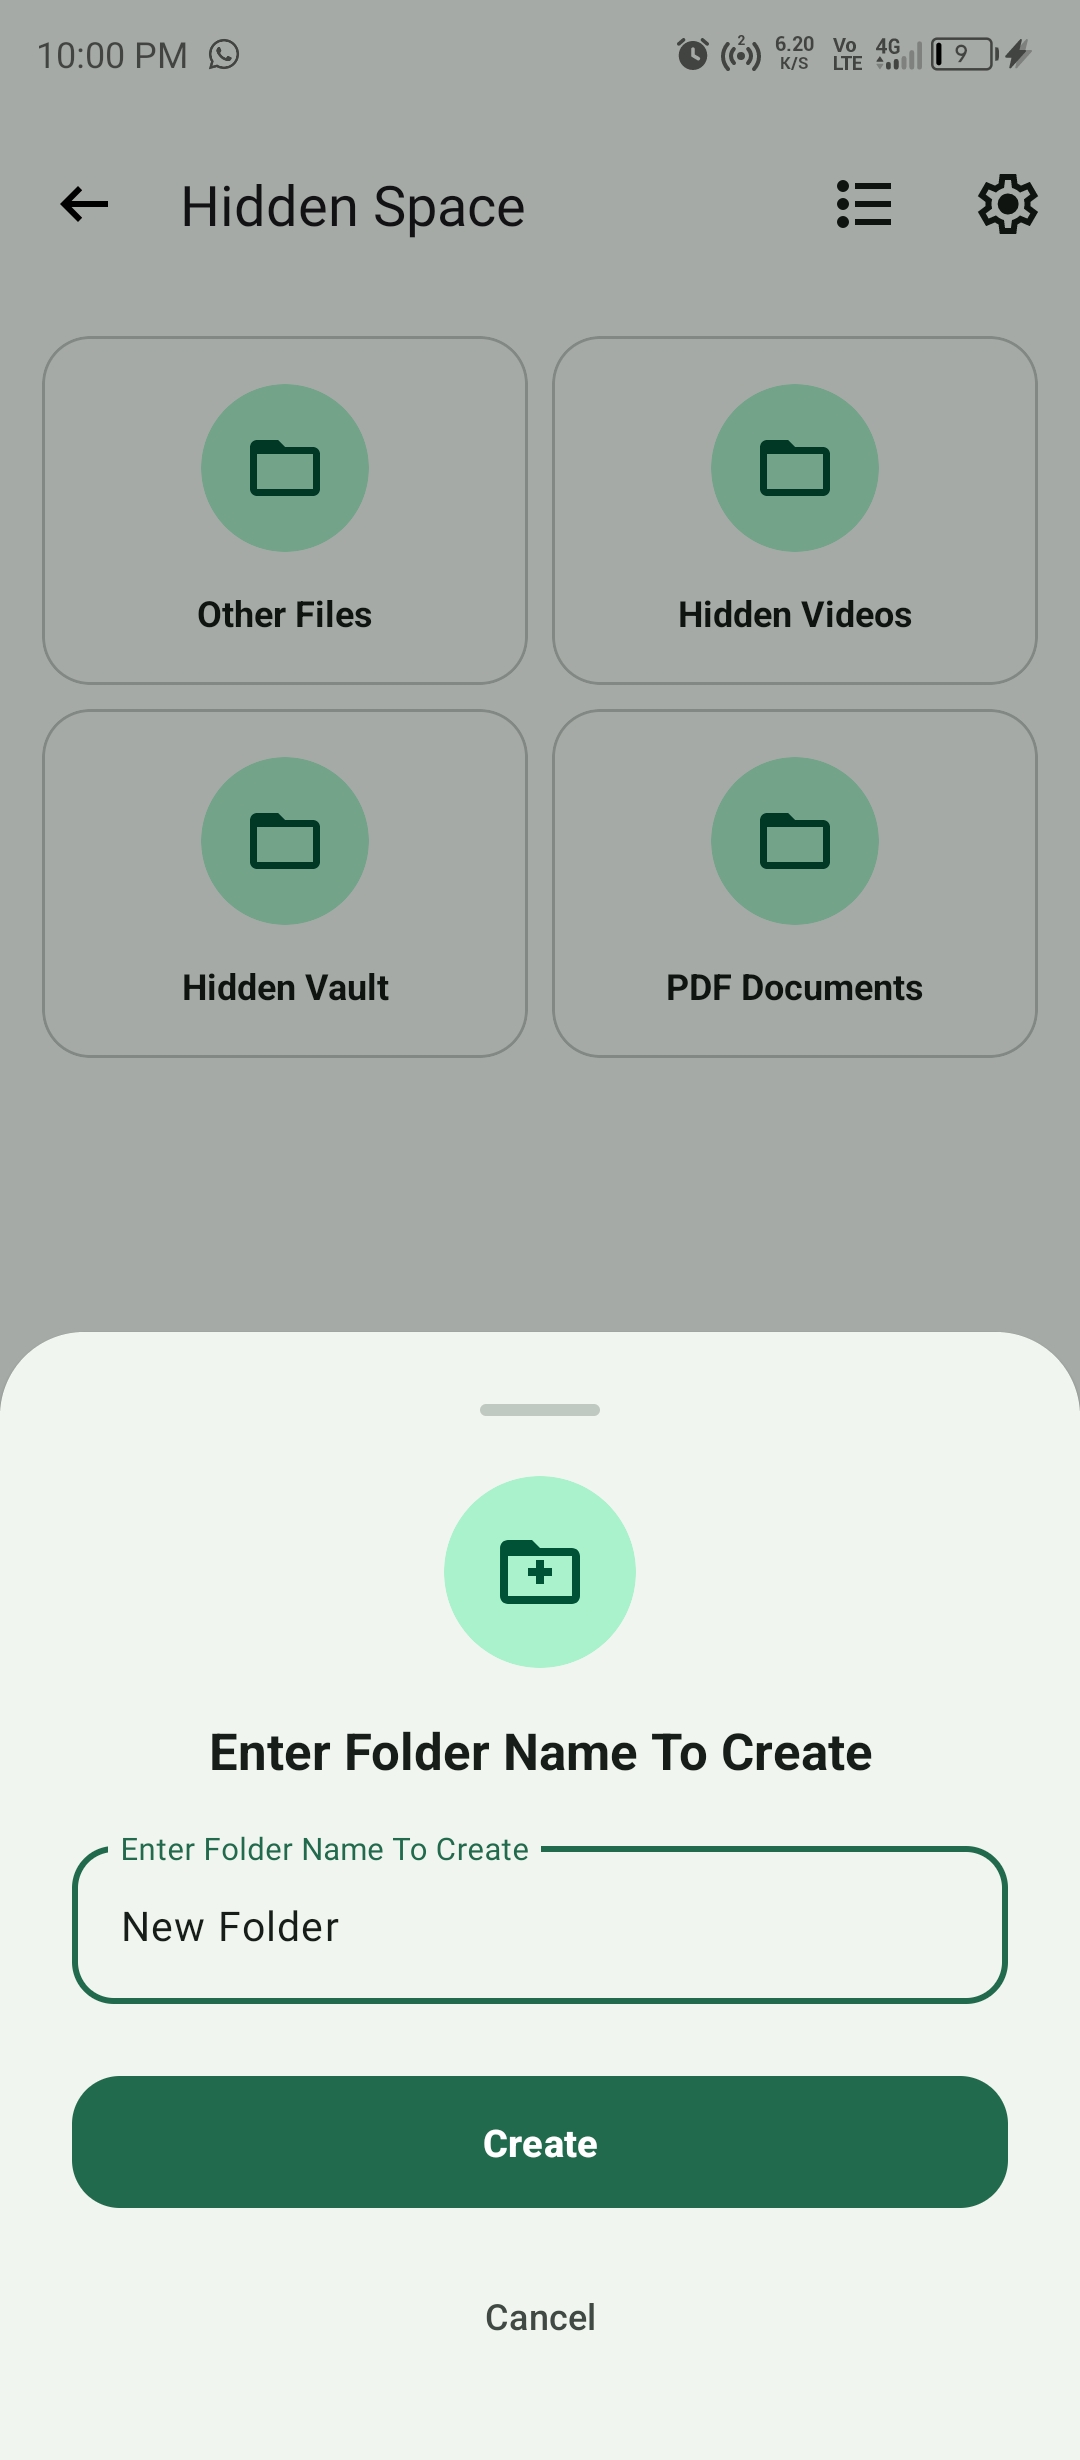 10:00 PM
2
6.20 K/S
Vo LTE
4G
9
Hidden Space
Other Files
Hidden Videos
Hidden Vault
PDF Documents
Enter Folder Name To Create
Enter Folder Name To Create
New Folder
Create
Cancel